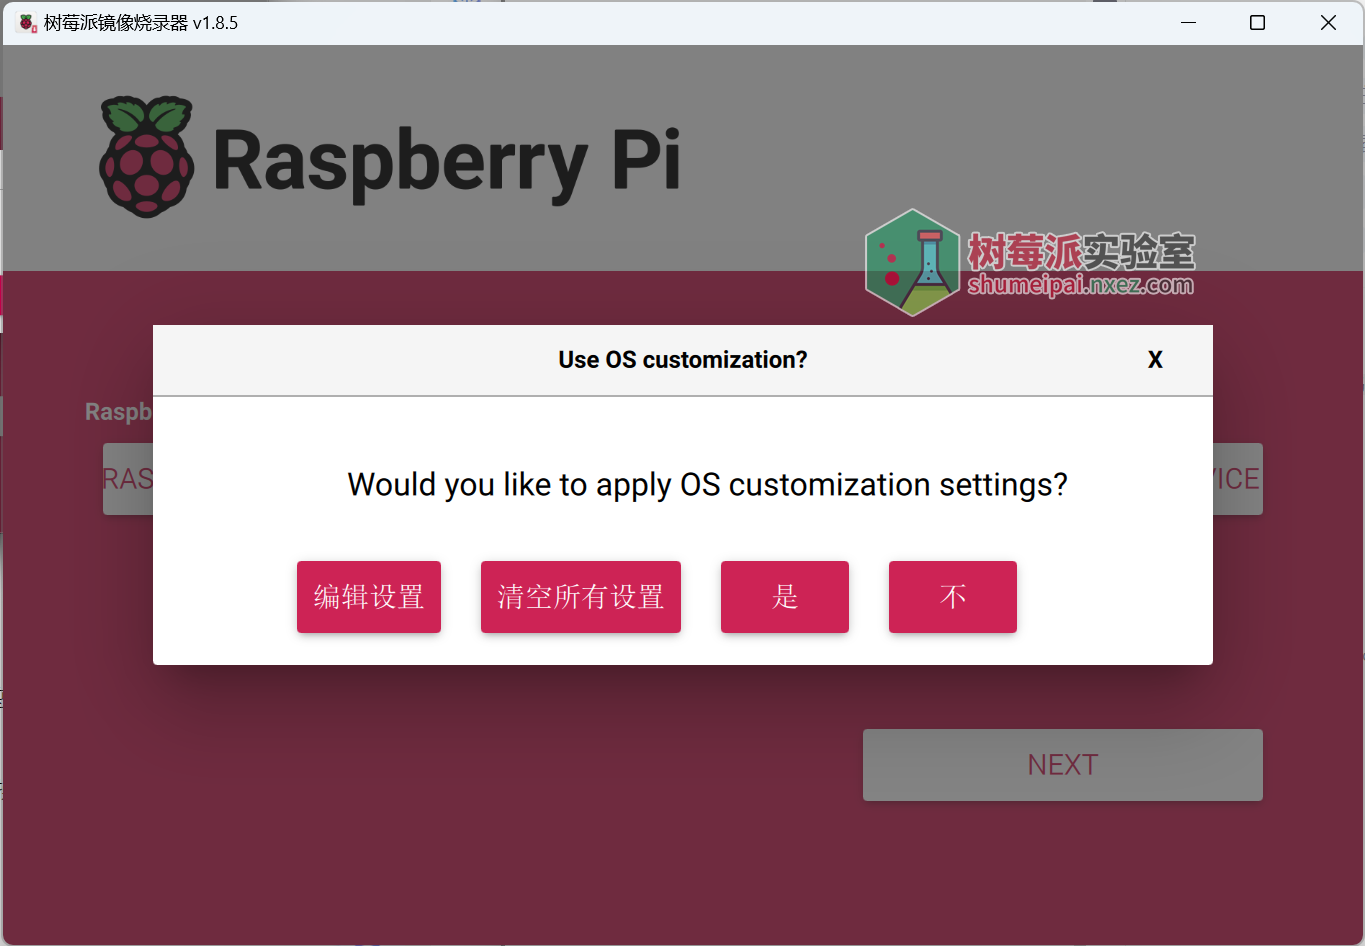 树莓派镜像烧录器 v1.8.5
Raspberry Pi
树莓派实验室
shumeipai.nxez.com
Use OS customization?
X
Raspb
Would you like to apply OS customization settings?
RAS
VICE
编辑设置
清空所有设置
是
不
NEXT